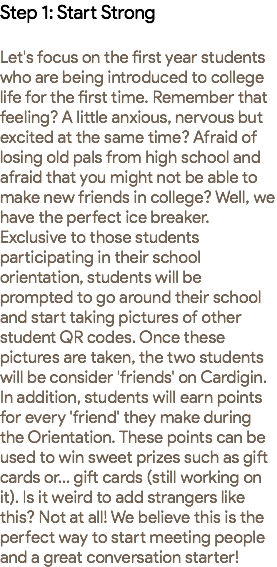 Step 1: Start Strong
Let's focus on the first year students
who are being introduced to college
life for the first time. Remember that
feeling? A little anxious, nervous but
excited at the same time? Afraid of
losing old pals from high school and
afraid that you might not be able to
make new friends in college? Well, we
have the perfect ice breaker.
Exclusive to those students
participating in their school
orientation, students will be
prompted to go around their school
and start taking pictures of other
student QR codes. Once these
pictures are taken, the two students
will be consider 'friends' on Cardigin.
In addition, students will earn points
for every 'friend' they make during
the Orientation. These points can be
used to win sweet prizes such as gift
cards or... gift cards (still working on
it). Is it weird to add strangers like
this? Not at all! We believe this is the
perfect way to start meeting people
and a great conversation starter!